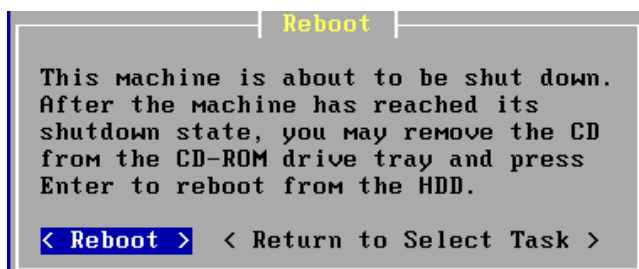 Reboot
This machine is about to be shut down.
After the machine has reached its
shutdown state, you may remove the CD
from the CD-ROM drive tray and press
Enter to reboot from the HDD.
< Reboot > < Return to Select Task >